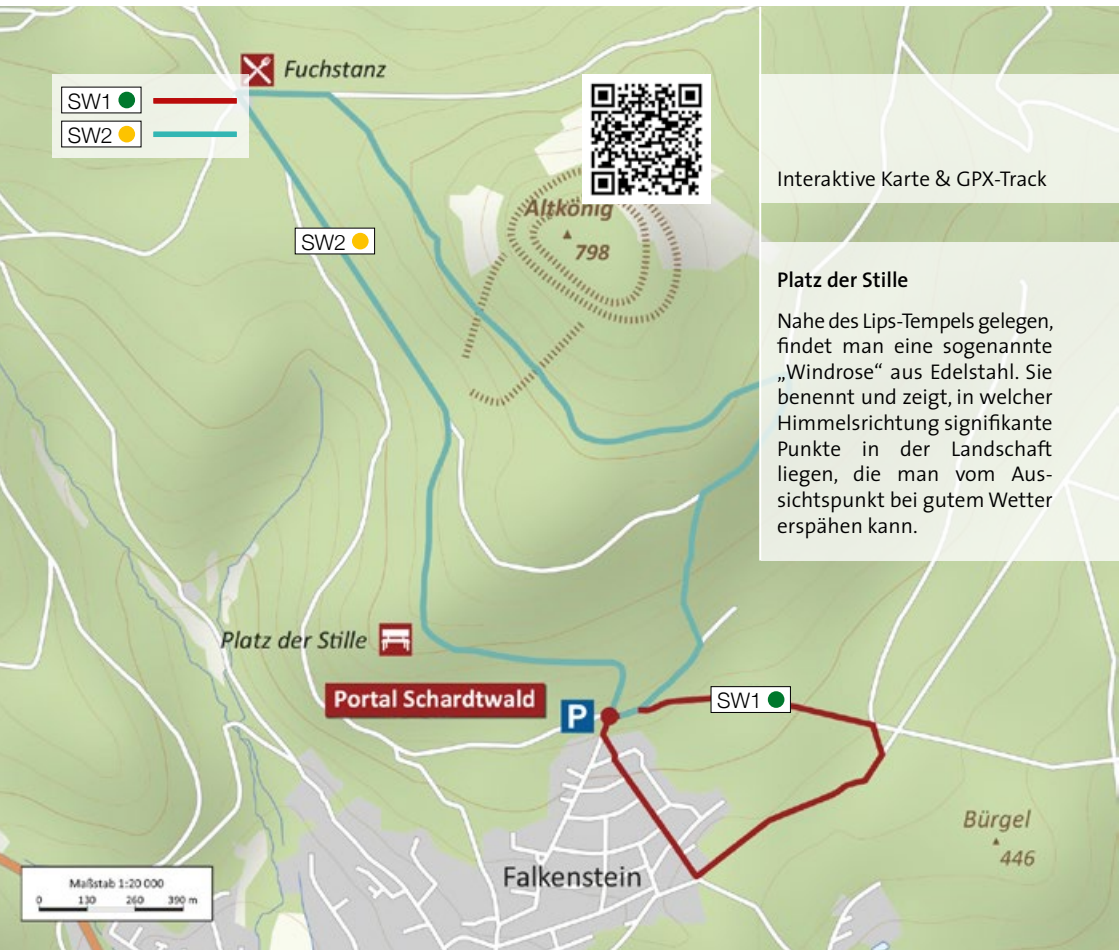 Fuchstanz
SW1
SW2
SW2
Altkönig
798
Interaktive Karte & GPX-Track
Platz der Stille
Nahe des Lips-Tempels gelegen,
findet man eine sogenannte
„Windrose“ aus Edelstahl. Sie
benennt und zeigt, in welcher
Himmelsrichtung signifikante
Punkte in der Landschaft
liegen, die man vom Aus-
sichtspunkt bei gutem Wetter
erspähen kann.
Platz der Stille
Portal Schardtwald
P
SW1
Falkenstein
Bürgel
446
Maßstab 1:20 000
0 130 260 390 m